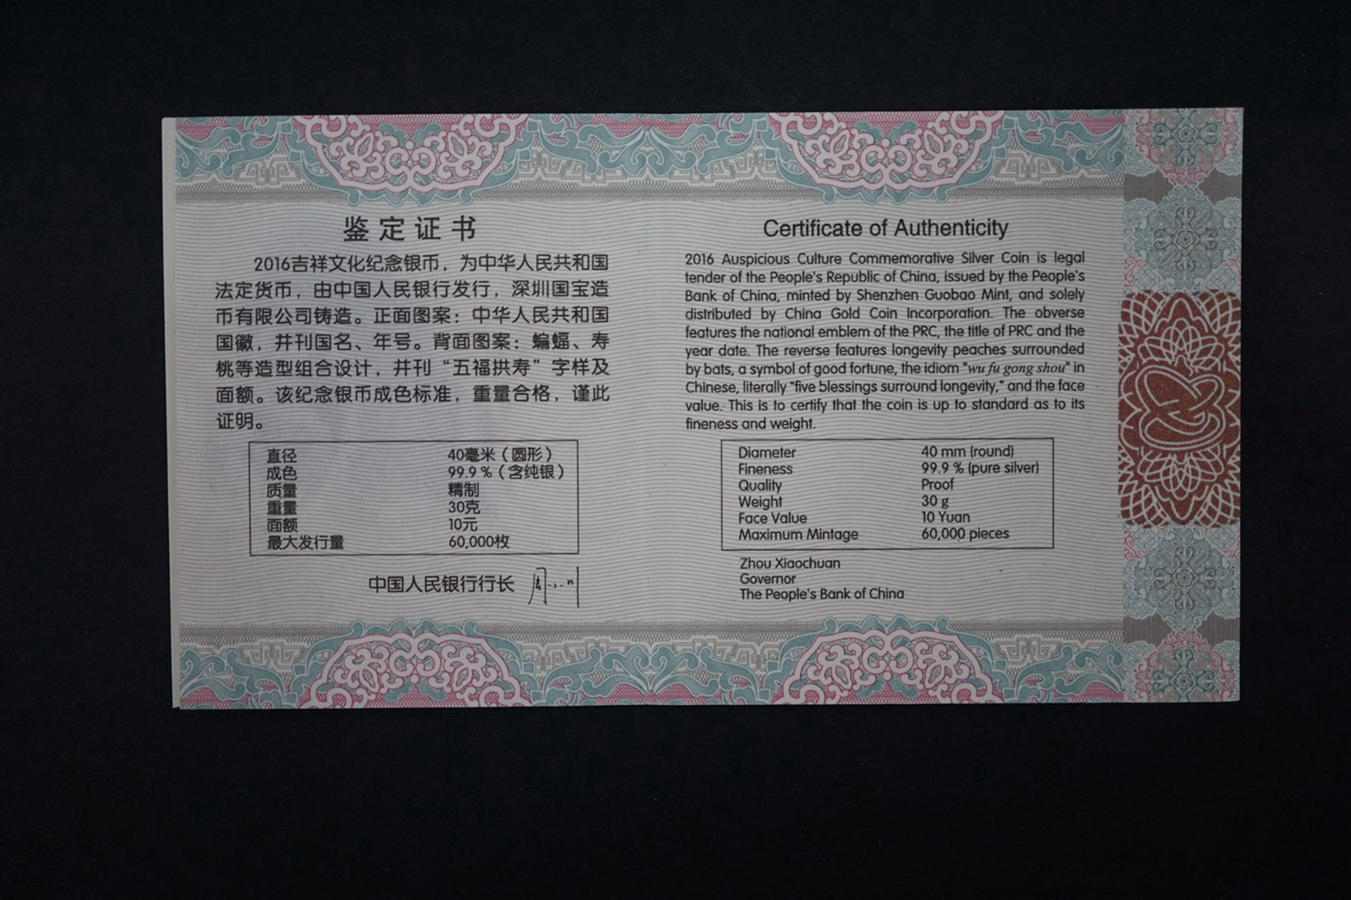 鉴定证书
2016吉祥文化纪念银币，为中华人民共和国
法定货币，由中国人民银行发行，深圳国宝造
币有限公司铸造。正面图案：中华人民共和国
国徽，并刊国名、年号。背面图案：蝙蝠、寿
桃等造型组合设计，并刊“五福拱寿”字样及
面额。该纪念银币成色标准，重量合格，谨此
证明。
直径 40毫米（圆形）
成色 99.9％（含纯银）
质量 精制
重量 30克
面额 10元
最大发行量 60,000枚
中国人民银行行长
Certificate of Authenticity
2016 Auspicious Culture Commemorative Silver Coin is legal
tender of the People's Republic of China, issued by the People's
Bank of China, minted by Shenzhen Guobao Mint, and solely
distributed by China Gold Coin Incorporation. The obverse
features the national emblem of the PRC, the title of PRC and the
year date. The reverse features longevity peaches surrounded
by bats, a symbol of good fortune, the idiom "wu fu gong shou" in
Chinese, literally "five blessings surround longevity," and the face
value. This is to certify that the coin is up to standard as to its
fineness and weight.
Diameter 40 mm (round)
Fineness 99.9 % (pure silver)
Quality Proof
Weight 30 g
Face Value 10 Yuan
Maximum Mintage 60,000 pieces
Zhou Xiaochuan
Governor
The People's Bank of China